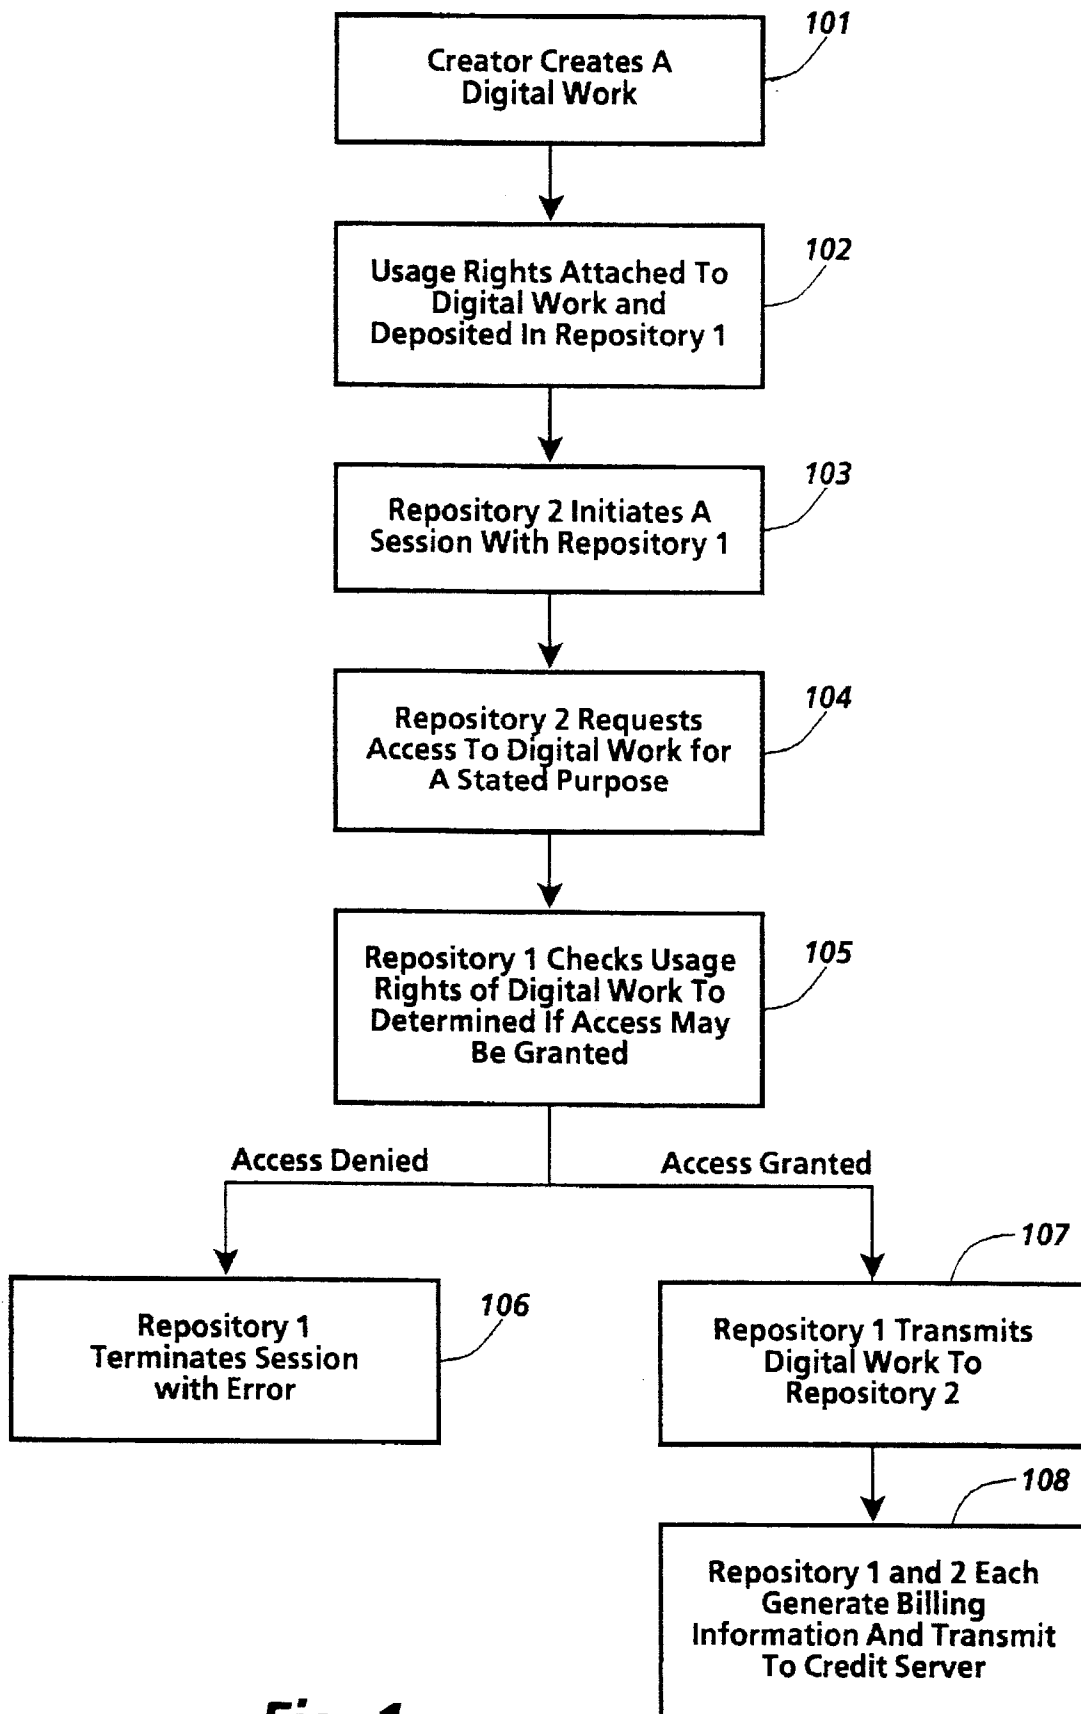 101
Creator Creates A
Digital Work
102
Usage Rights Attached To
Digital Work and
Deposited In Repository 1
103
Repository 2 Initiates A
Session With Repository 1
104
Repository 2 Requests
Access To Digital Work for
A Stated Purpose
105
Repository 1 Checks Usage
Rights of Digital Work To
Determined If Access May
Be Granted
Access Denied
Access Granted
106
Repository 1
Terminates Session
with Error
107
Repository 1 Transmits
Digital Work To
Repository 2
108
Repository 1 and 2 Each
Generate Billing
Information And Transmit
To Credit Server
Fig. 1